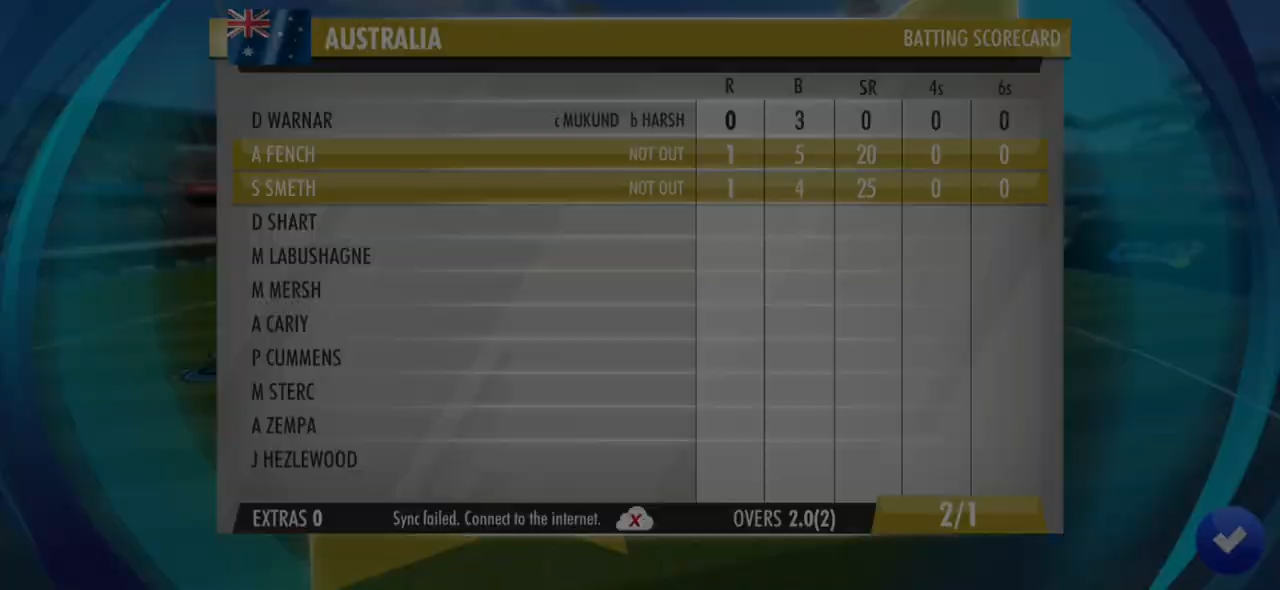 AUSTRALIA BATTING SCORECARD
R B SR 4s 6s
D WARNAR c MUKUND b HARSH 0 3 0 0 0
A FENCH NOT OUT 1 5 20 0 0
S SMETH NOT OUT 1 4 25 0 0
D SHART
M LABUSHAGNE
M MERSH
A CARIY
P CUMMENS
M STERC
A ZEMPA
J HEZLEWOOD
EXTRAS 0 Sync failed. Connect to the internet. OVERS 2.0(2) 2/1